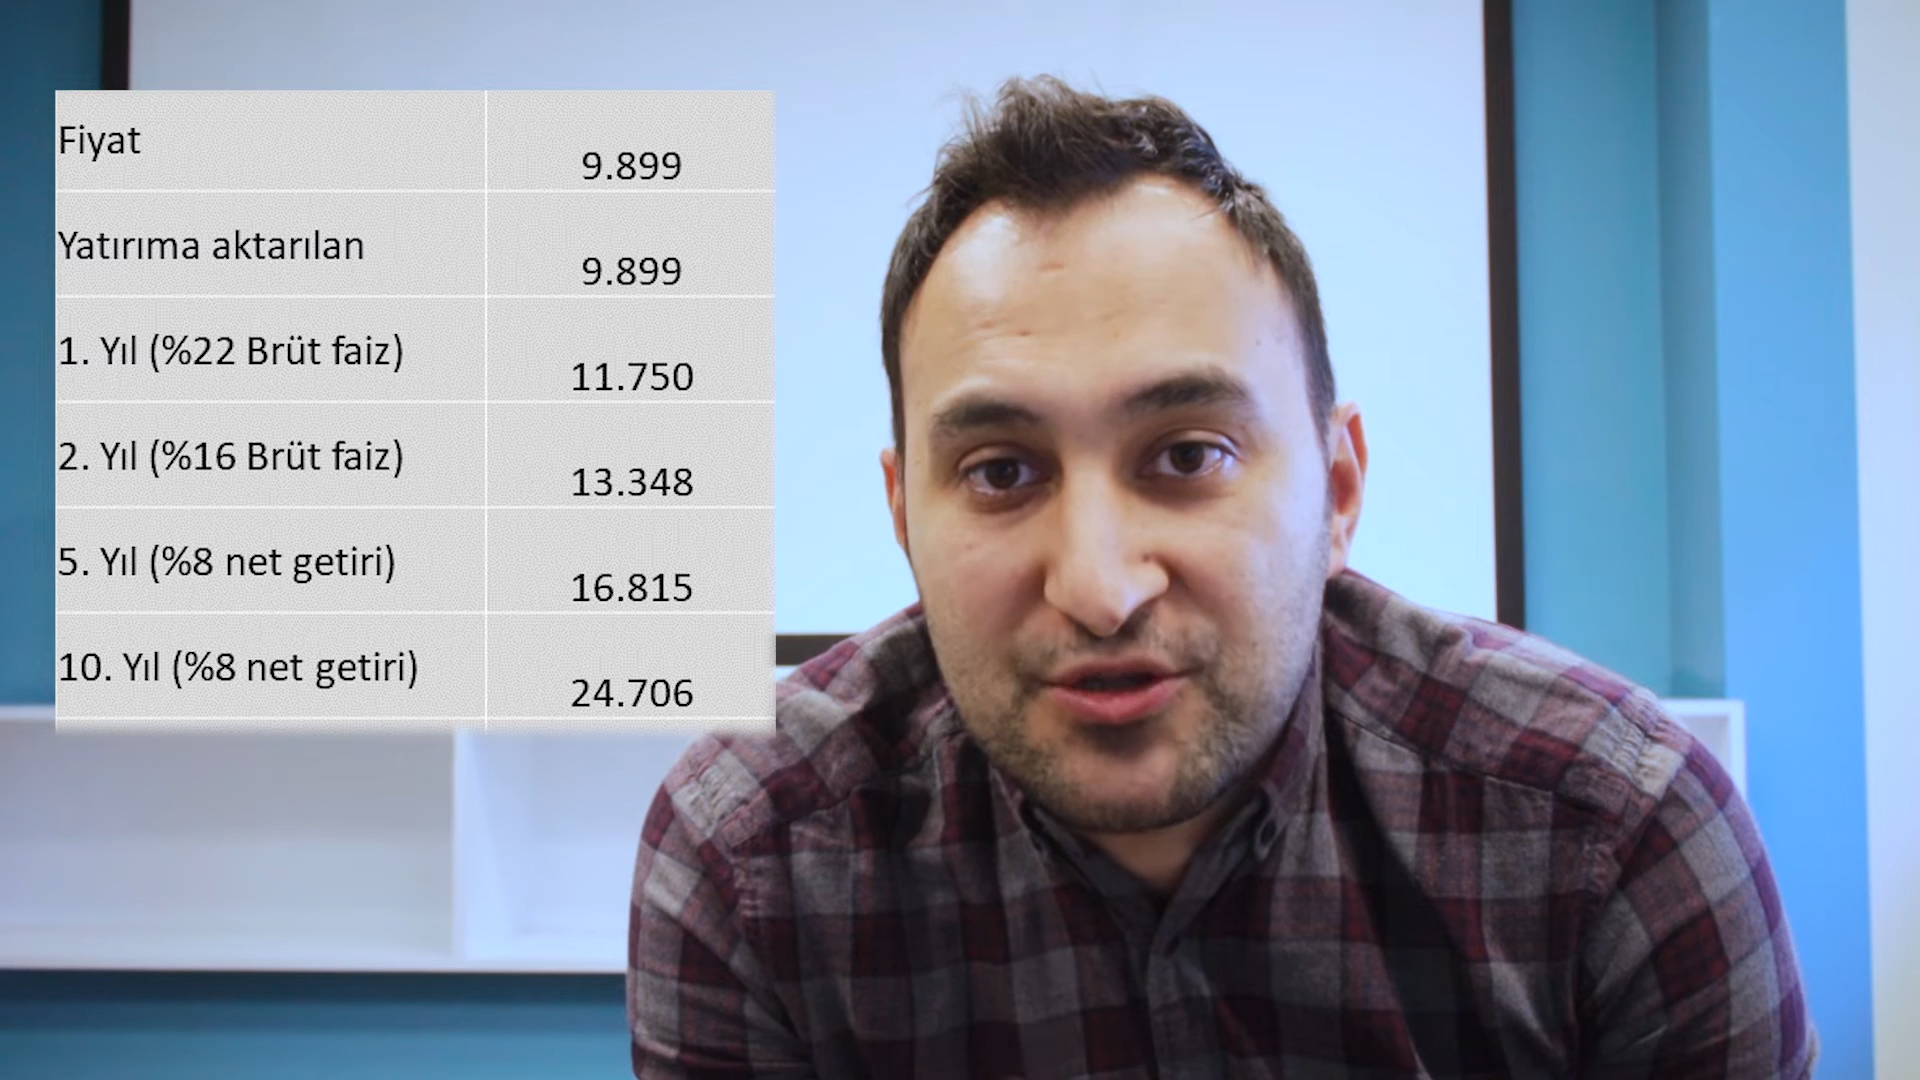 Fiyat 9.899
Yatırıma aktarılan 9.899
1. Yıl (%22 Brüt faiz) 11.750
2. Yıl (%16 Brüt faiz) 13.348
5. Yıl (%8 net getiri) 16.815
10. Yıl (%8 net getiri) 24.706